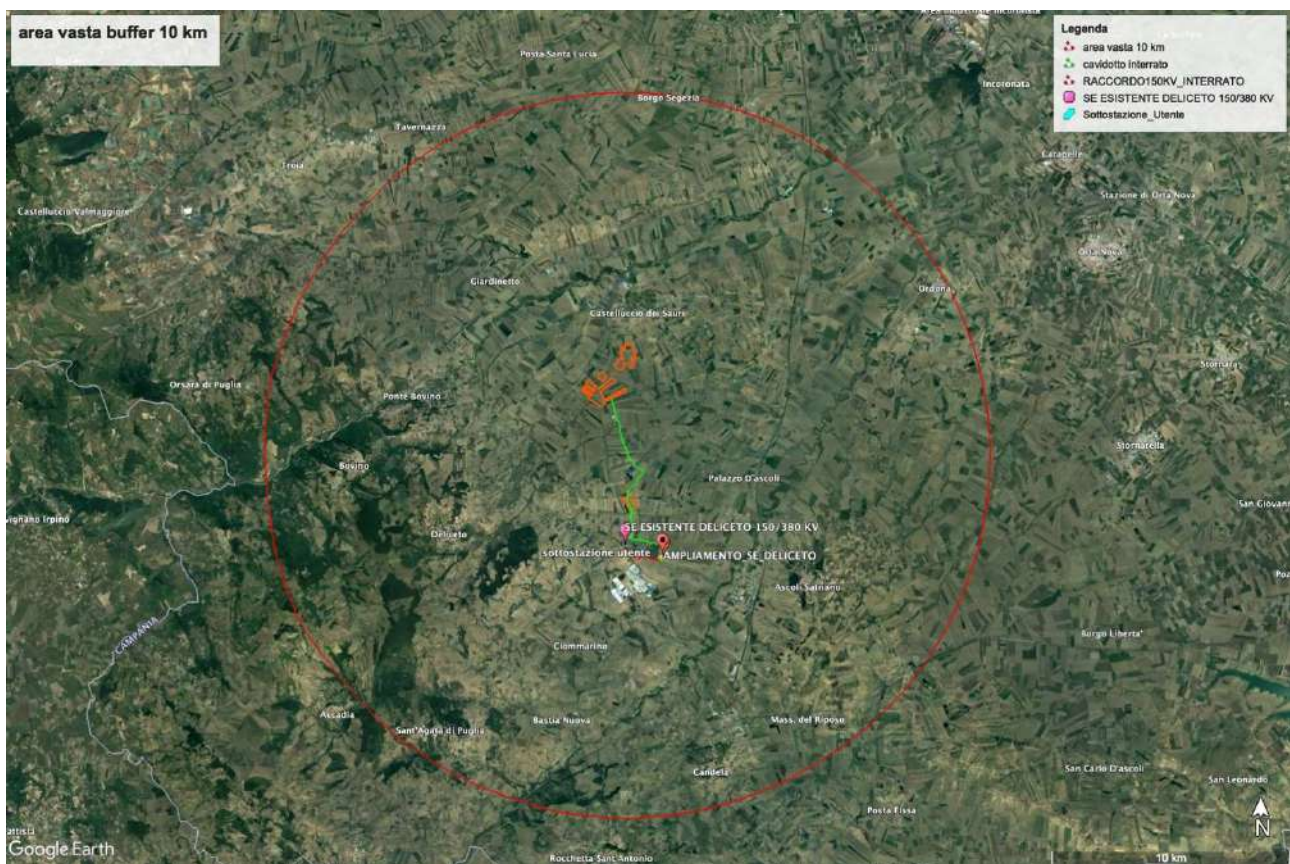 area vasta buffer 10 km
Legenda
area vasta 10 km
cavidotto interrato
RACCORDO150KV_INTERRATO
SE ESISTENTE DELICETO 150/380 KV
Sottostazione_Utente
Posta Santa Lucia
Incoronata
Borgo Segezia
Tavernazza
Troia
Carapelle
Stazione di Orta Nova
Castelluccio Valmaggiore
Orta Nova
Giardinetto
Ordona
Castelluccio dei Sauri
Stornara
Orsara di Puglia
Ponte Bovino
Stornarella
Bovino
Palazzo D'ascoli
San Giovanni
Deliceto
SE ESISTENTE DELICETO 150/380 KV
sottostazione utente
AMPLIAMENTO_SE_DELICETO
Ascoli Satriano
CAMPANIA
Borgo Liberta'
Ciommarino
Assadia
Sant'Agata di Puglia
Bastia Nuova
Mass. del Riposo
Candela
San Carlo D'ascoli
San Leonardo
Posta Fissa
N
Google Earth
Rocchetta Sant'Antonio
10 km